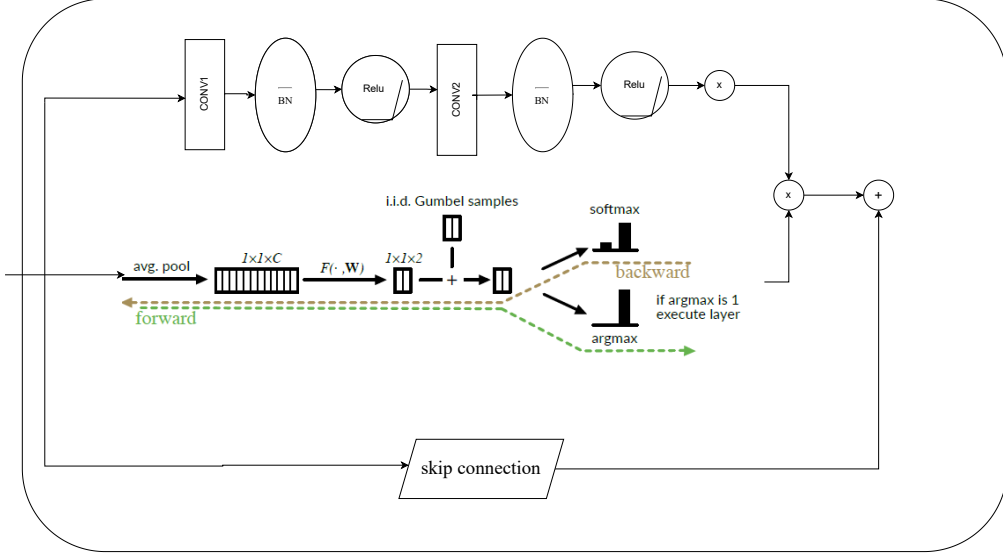 CONV1
BN
Relu
CONV2
BN
Relu
x
i.i.d. Gumbel samples
softmax
x
+
avg. pool
1×1×C
F(· ,W)
1×1×2
+
backward
forward
if argmax is 1
execute layer
argmax
skip connection